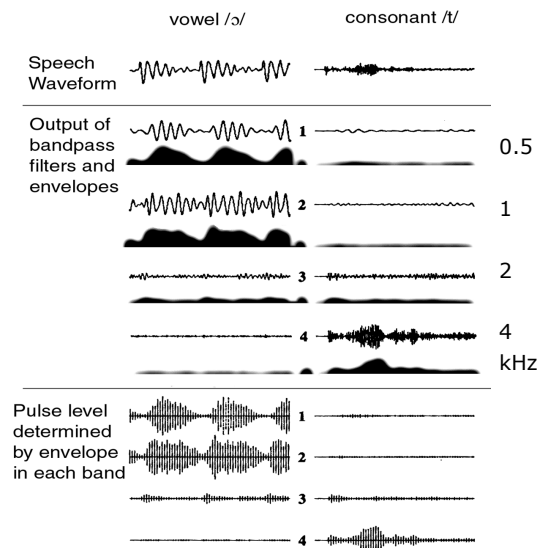 vowel /ɔ/ consonant /t/
Speech
Waveform
Output of
bandpass
filters and
envelopes
1
0.5
2
1
3
2
4
4
kHz
Pulse level
determined
by envelope
in each band
1
2
3
4